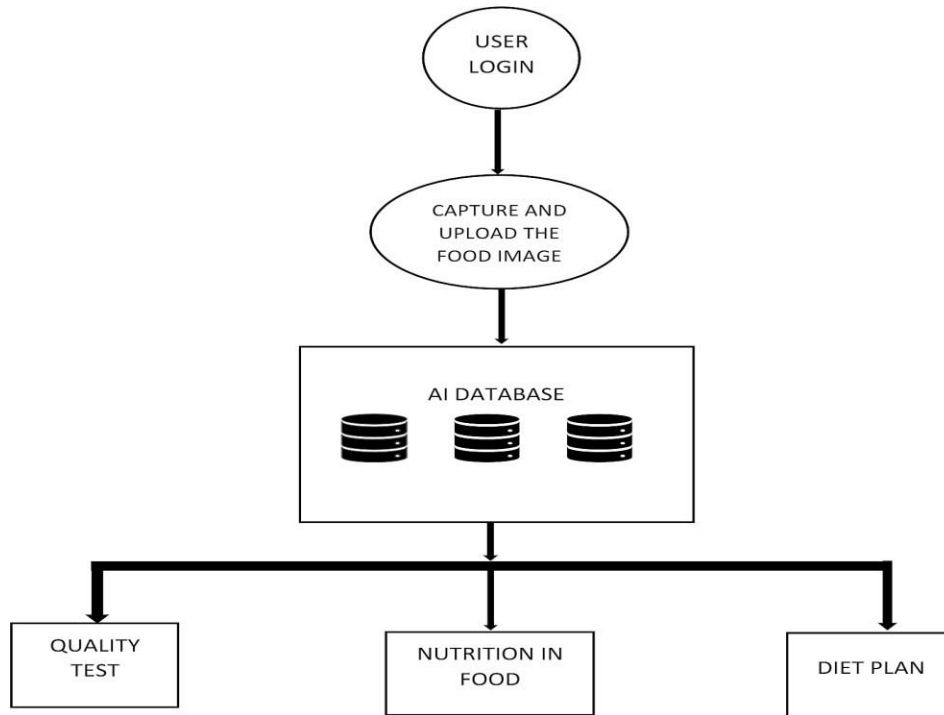 USER
LOGIN
CAPTURE AND
UPLOAD THE
FOOD IMAGE
AI DATABASE
QUALITY
TEST
NUTRITION IN
FOOD
DIET PLAN